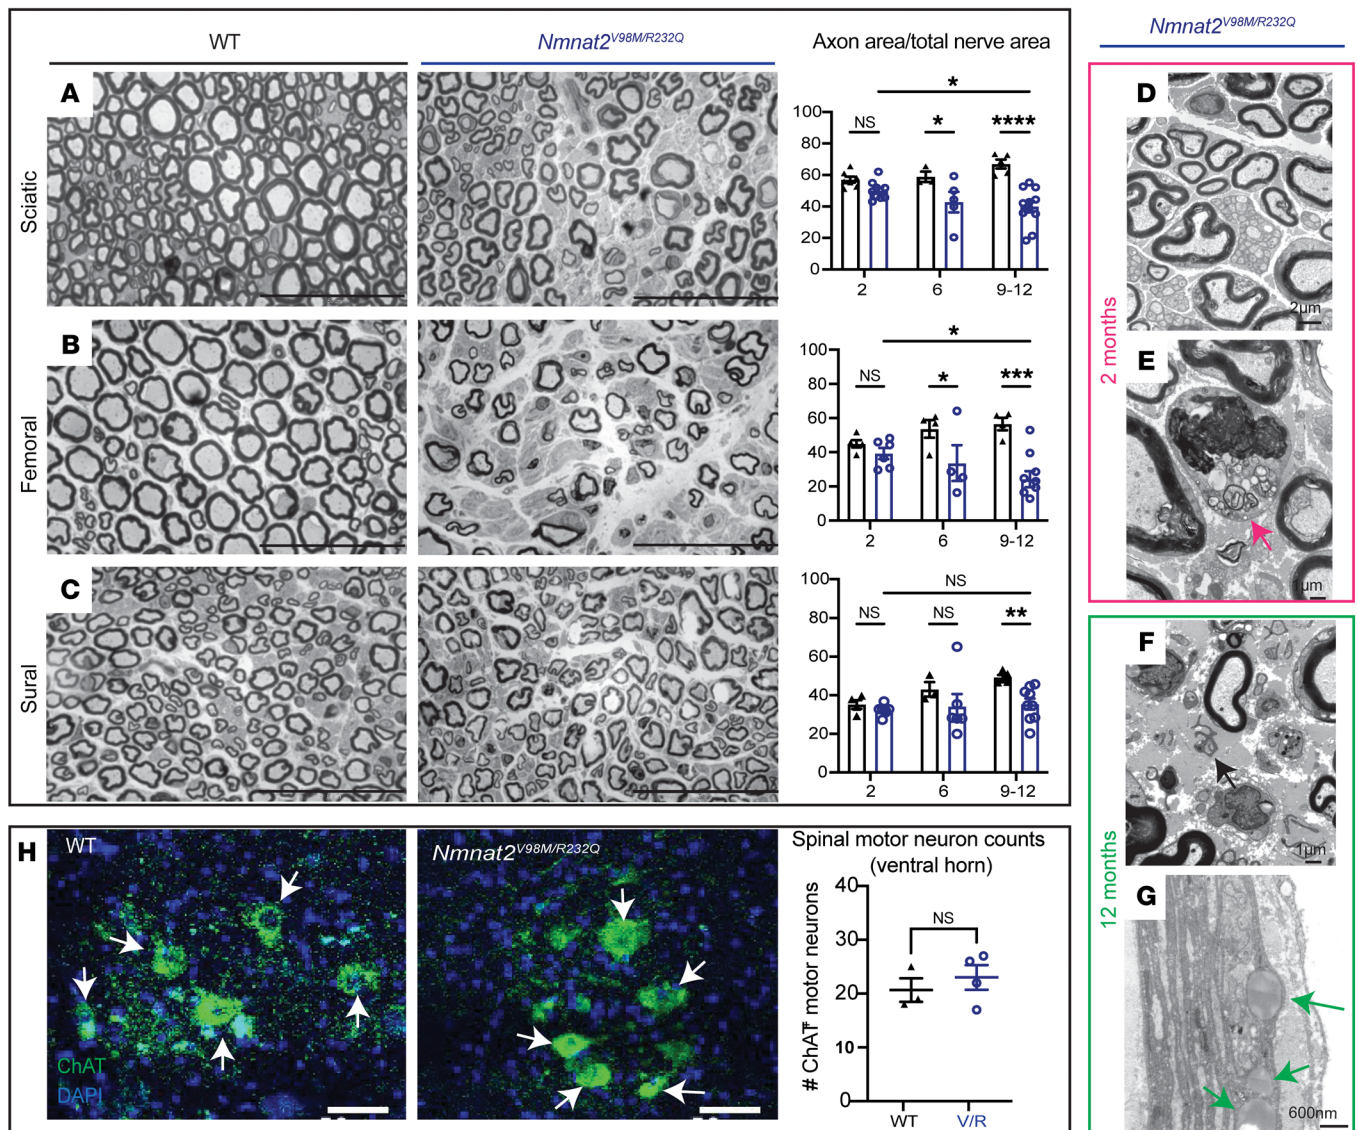 WT
Nmnat2V98M/R232Q
Axon area/total nerve area
A
Sciatic
100
80
60
40
20
0
NS
*
****
*
2
6
9-12
B
Femoral
100
80
60
40
20
0
NS
*
***
*
2
6
9-12
C
Sural
100
80
60
40
20
0
NS
NS
**
NS
2
6
9-12
Nmnat2V98M/R232Q
2 months
D
2μm
E
1μm
12 months
F
1μm
G
600nm
H
WT
ChAT
DAPI
Nmnat2V98M/R232Q
Spinal motor neuron counts
(ventral horn)
# ChAT+ motor neurons
40
30
20
10
0
NS
WT
V/R